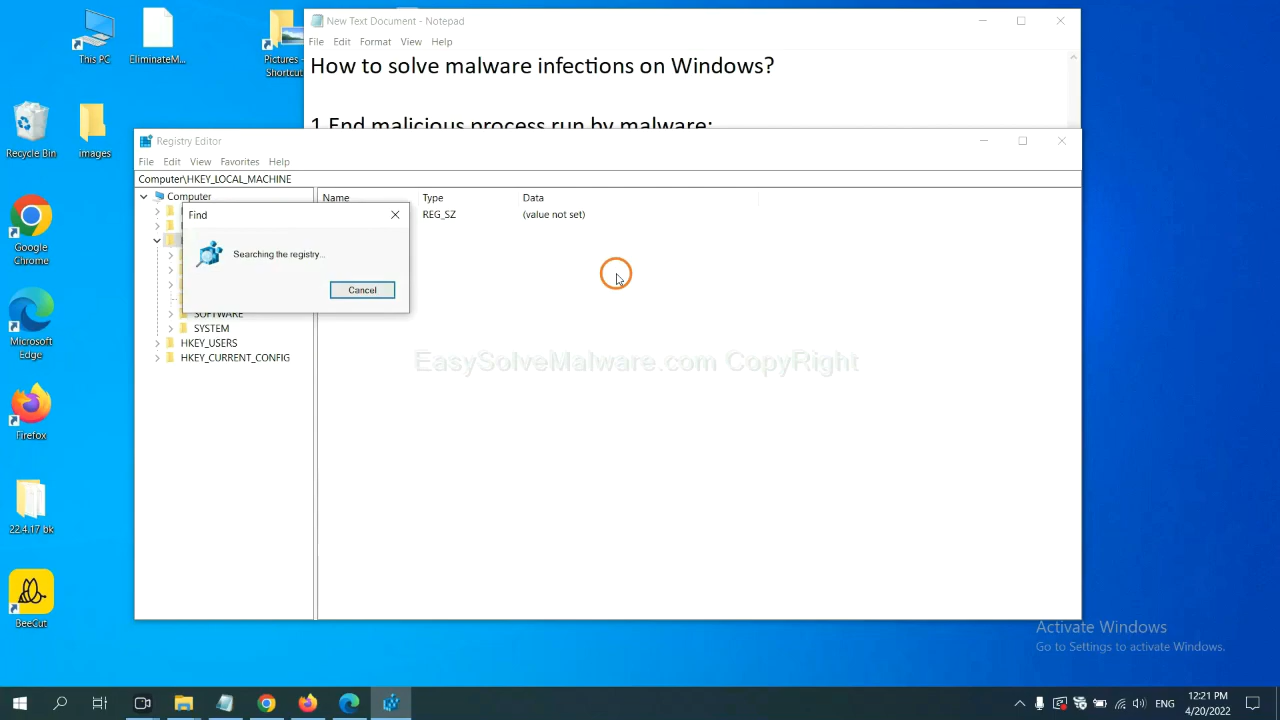 This PC
EliminateM...
Pictures -
Shortcut
Recycle Bin
images
Google
Chrome
Microsoft
Edge
Firefox
22.4.17 bk
BeeCut
New Text Document - Notepad
File Edit Format View Help
How to solve malware infections on Windows?
1 End malicious process run by malware:
Registry Editor
File Edit View Favorites Help
Computer\HKEY_LOCAL_MACHINE
Computer
Name Type Data
REG_SZ (value not set)
Find
Searching the registry...
Cancel
SOFTWARE
SYSTEM
HKEY_USERS
HKEY_CURRENT_CONFIG
EasySolveMalware.com CopyRight
Activate Windows
Go to Settings to activate Windows.
ENG
12:21 PM
4/20/2022